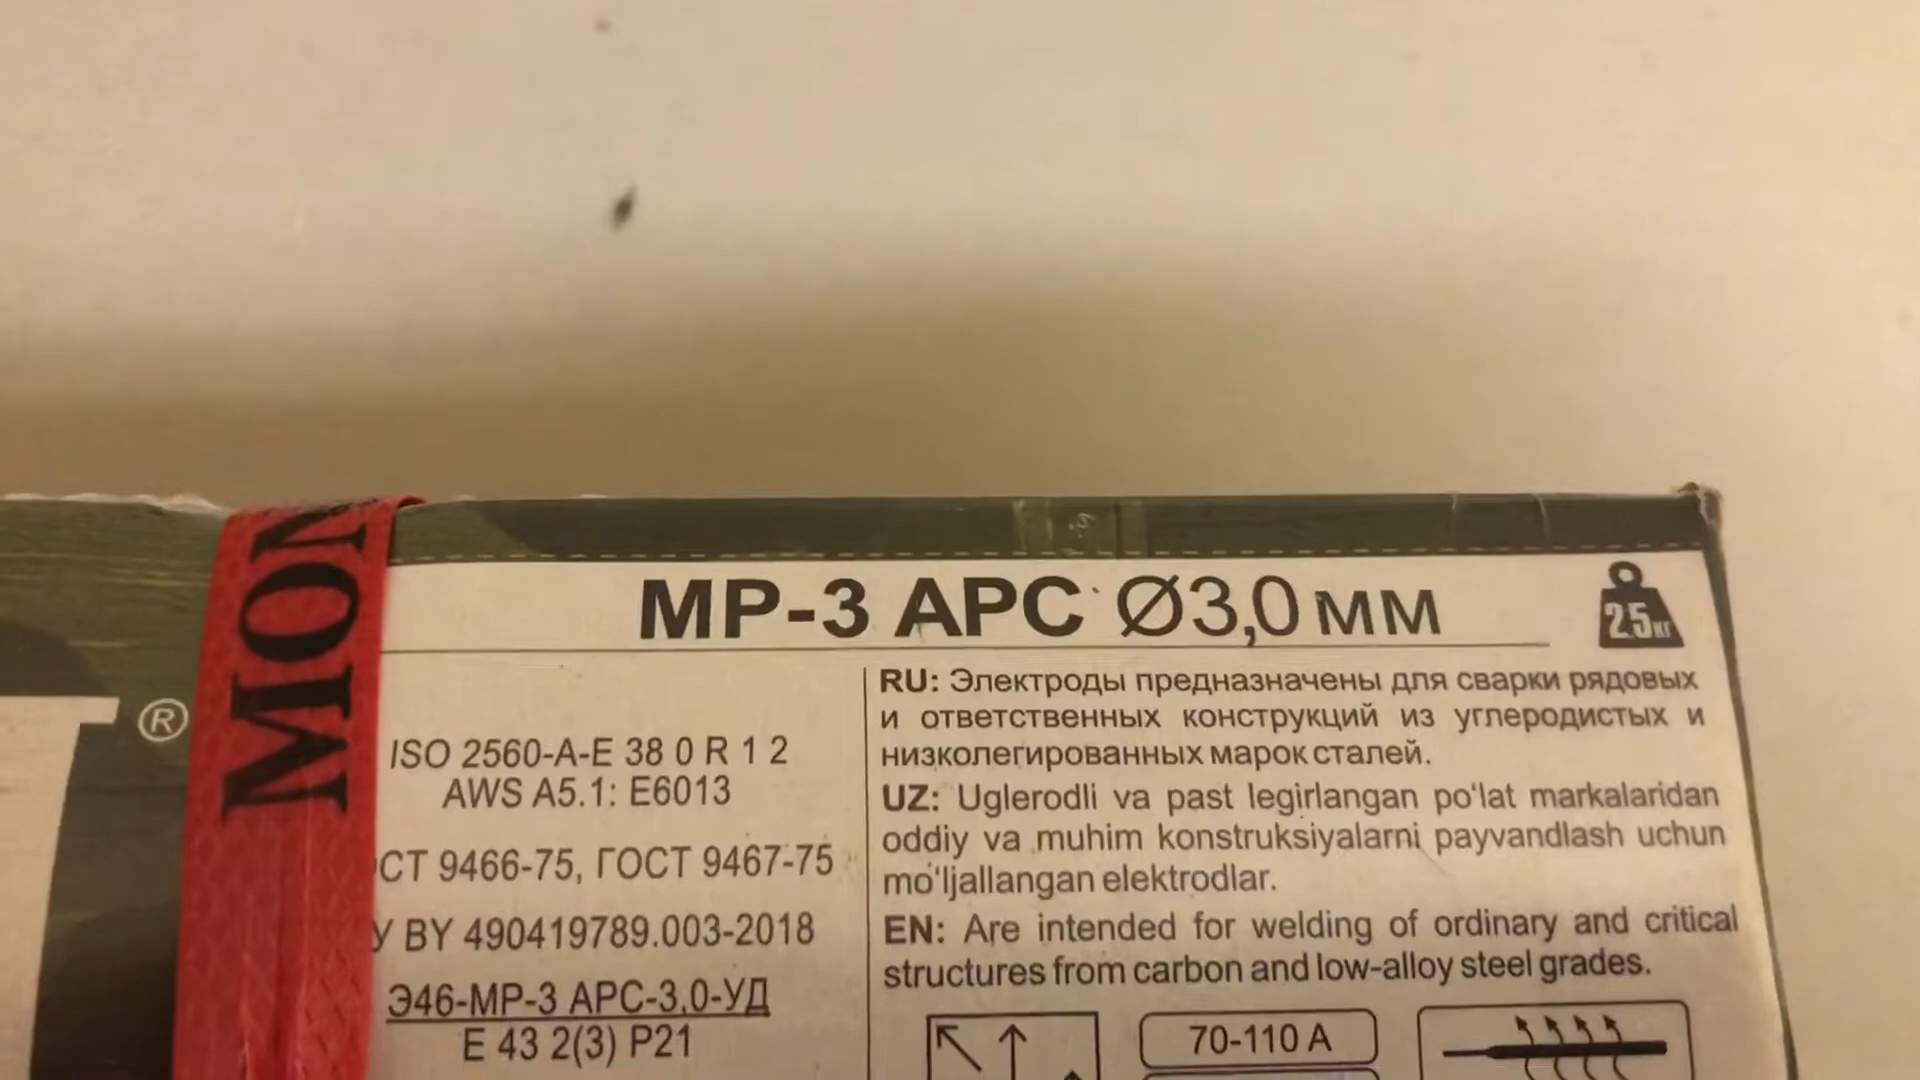 МР-3 АРС Ø3,0 мм
2.5кг
MON
®
ISO 2560-A-E 38 0 R 1 2
AWS A5.1: E6013
СТ 9466-75, ГОСТ 9467-75
У BY 490419789.003-2018
Э46-МР-3 АРС-3,0-УД
Е 43 2(3) Р21
RU: Электроды предназначены для сварки рядовых
и ответственных конструкций из углеродистых и
низколегированных марок сталей.
UZ: Uglerodli va past legirlangan po‘lat markalaridan
oddiy va muhim konstruksiyalarni payvandlash uchun
mo‘ljallangan elektrodlar.
EN: Are intended for welding of ordinary and critical
structures from carbon and low-alloy steel grades.
70-110 A